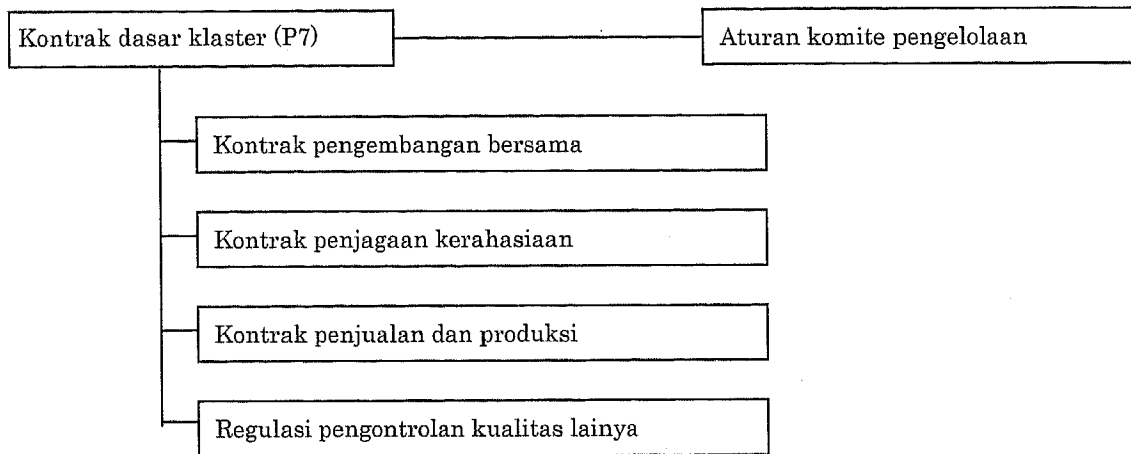 Kontrak dasar klaster (P7)
Aturan komite pengelolaan
Kontrak pengembangan bersama
Kontrak penjagaan kerahasiaan
Kontrak penjualan dan produksi
Regulasi pengontrolan kualitas lainya